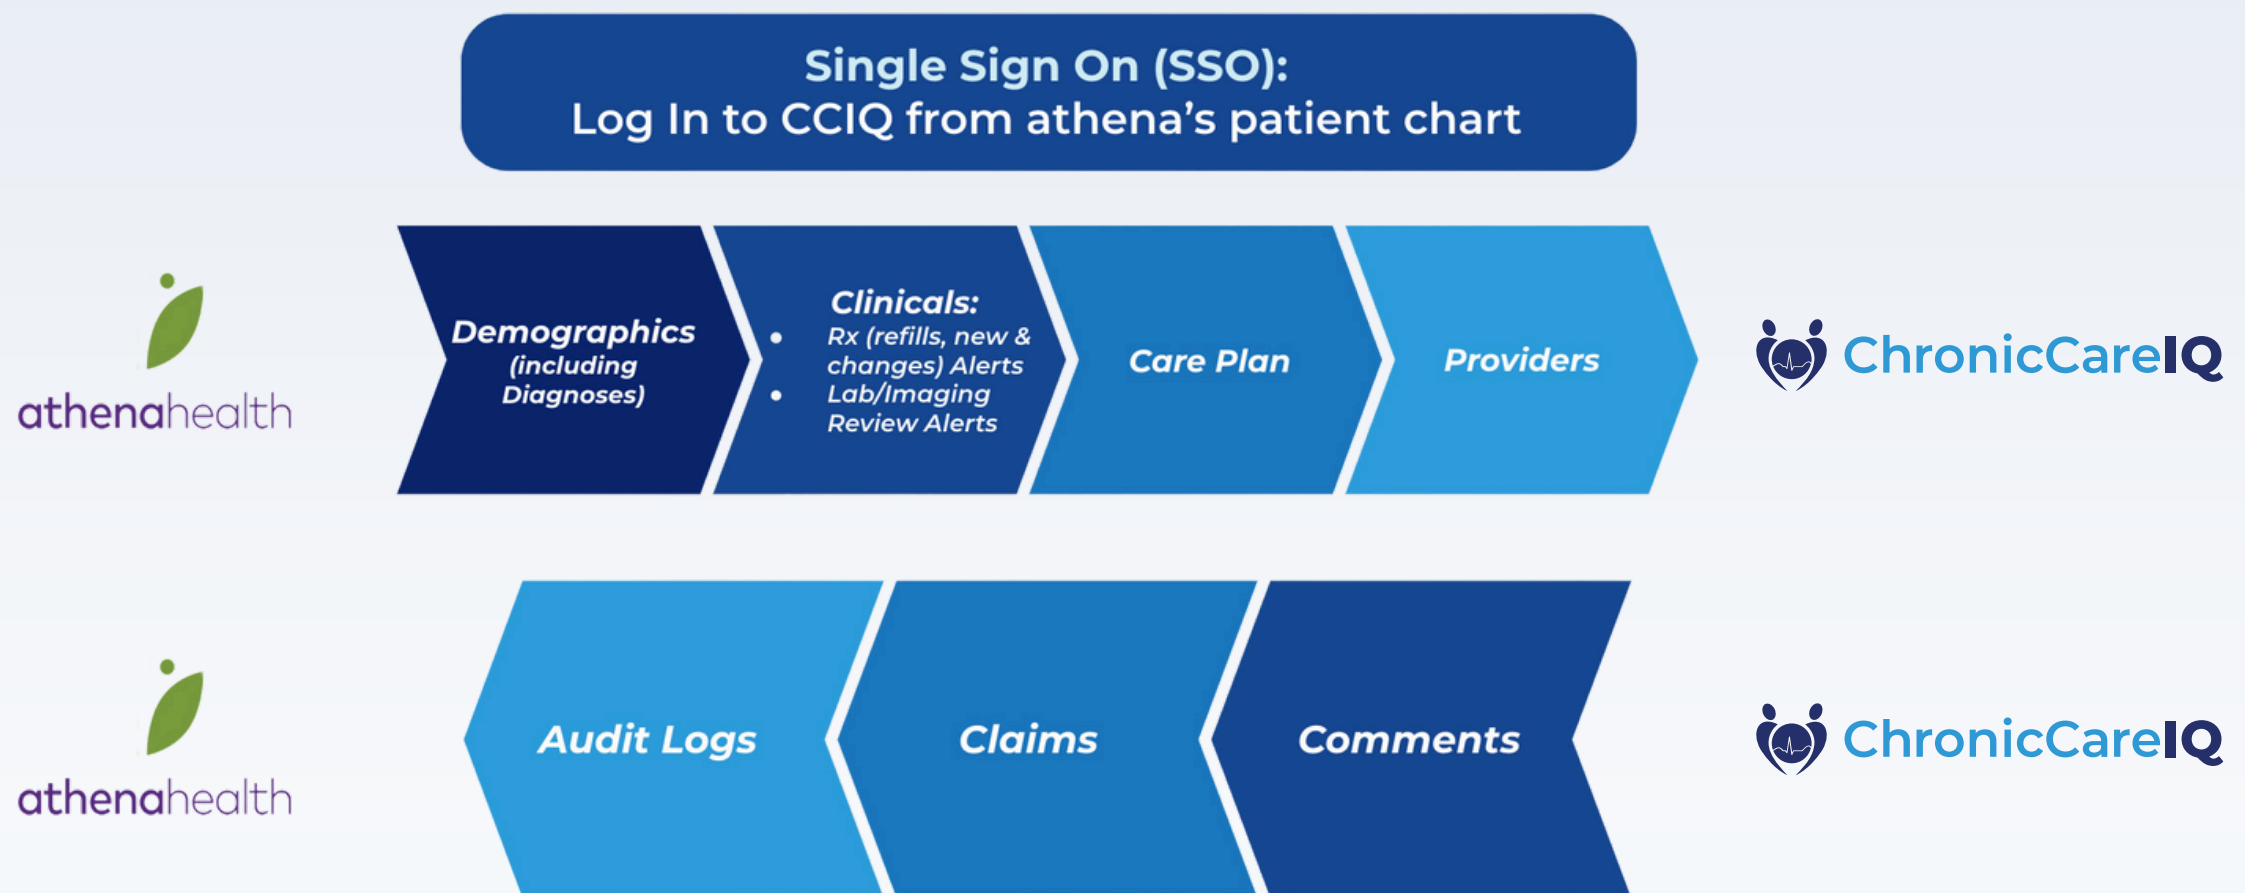 Single Sign On (SSO):
Log In to CCIQ from athena’s patient chart
athenahealth
Demographics
(including
Diagnoses)
Clinicals:
• Rx (refills, new &
changes) Alerts
• Lab/Imaging
Review Alerts
Care Plan
Providers
ChronicCareIQ
athenahealth
Audit Logs
Claims
Comments
ChronicCareIQ